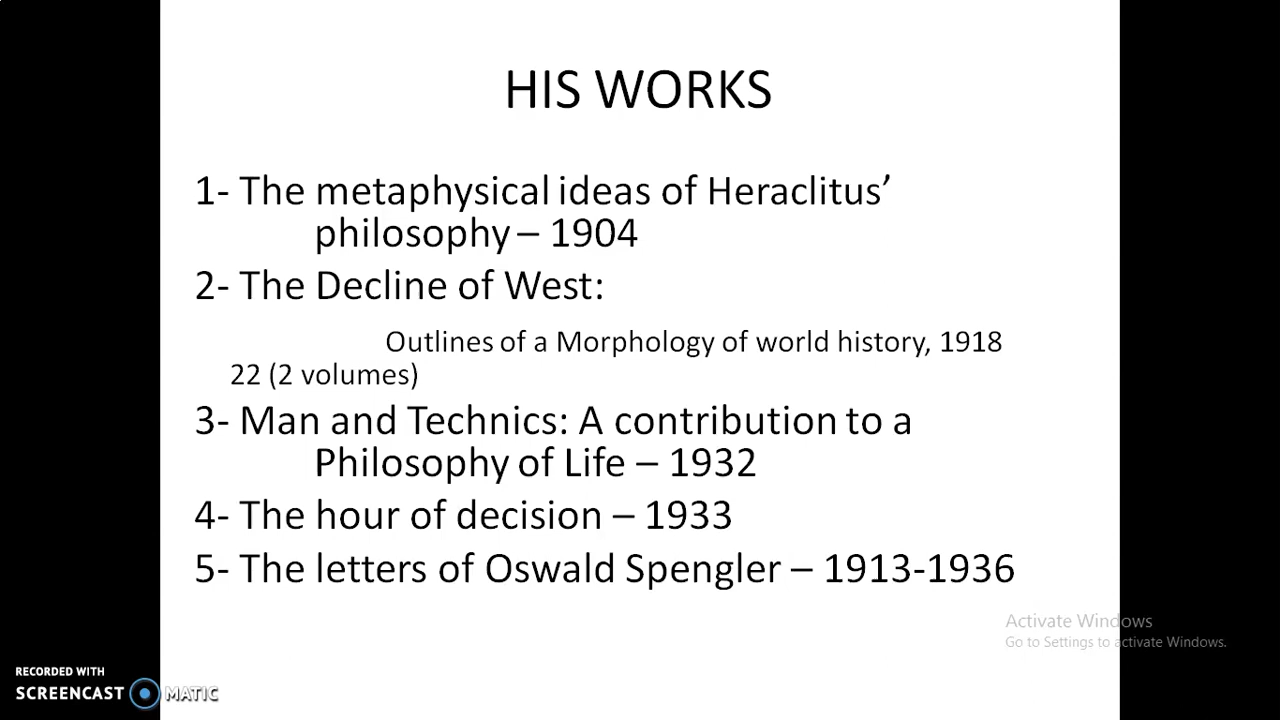 HIS WORKS
1- The metaphysical ideas of Heraclitus’
philosophy – 1904
2- The Decline of West:
Outlines of a Morphology of world history, 1918
22 (2 volumes)
3- Man and Technics: A contribution to a
Philosophy of Life – 1932
4- The hour of decision – 1933
5- The letters of Oswald Spengler – 1913-1936
Activate Windows
Go to Settings to activate Windows.
RECORDED WITH
SCREENCAST MATIC